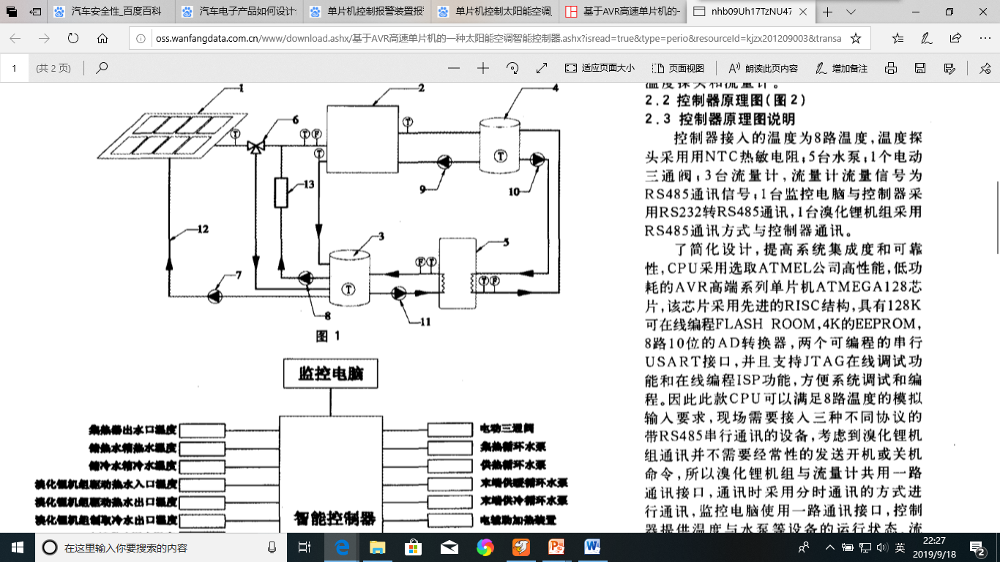 汽车安全性_百度百科
汽车电子产品如何设计
单片机控制报警装置报
单片机控制太阳能空调
基于AVR高速单片机的一
nhb09Uh17TzNU47
oss.wanfangdata.com.cn/www/download.ashx/基于AVR高速单片机的一种太阳能空调智能控制器.ashx?isread=true&type=perio&resourceId=kjzx201209003&transa
1
(共 2 页)
适应页面大小
页面视图
朗读此页内容
增加备注
1
2
4
6
T
T
F
T
T
T
9
10
13
12
3
5
7
8
T
F
T
T
F
11
图 1
监控电脑
集热器出水口温度
储热水箱热水温度
储冷水箱冷水温度
溴化锂机组驱动热水入口温度
溴化锂机组驱动热水出口温度
溴化锂机组制取冷水出口温度
智能控制器
电动三通阀
集热循环水泵
供热循环水泵
末端供暖循环水泵
末端供冷循环水泵
电辅助加热装置
温度探头和流量计。
2.2 控制器原理图(图2)
2.3 控制器原理图说明
控制器接入的温度为8路温度,温度探
头采用用NTC热敏电阻;5台水泵;1个电动
三通阀;3台流量计,流量计流量信号为
RS485通讯信号;1台监控电脑与控制器采
用RS232转RS485通讯,1台溴化锂机组采用
RS485通讯方式与控制器通讯。
了简化设计,提高系统集成度和可靠
性,CPU采用选取ATMEL公司高性能,低功
耗的AVR高端系列单片机ATMEGA128芯
片,该芯片采用先进的RISC结构,具有128K
可在线编程FLASH ROOM,4K的EEPROM,
8路10位的AD转换器,两个可编程的串行
USART接口,并且支持JTAG在线调试功
能和在线编程ISP功能,方便系统调试和编
程。因此此款CPU可以满足8路温度的模拟
输入要求,现场需要接入三种不同协议的
带RS485串行通讯的设备,考虑到溴化锂机
组通讯并不需要经常性的发送开机或关机
命令,所以溴化锂机组与流量计共用一路
通讯接口,通讯时采用分时通讯的方式进
行通讯,监控电脑使用一路通讯接口,控制
器提供温度与水泵等设备的运行状态,流
在这里输入你要搜索的内容
英
22:27
2019/9/18
2